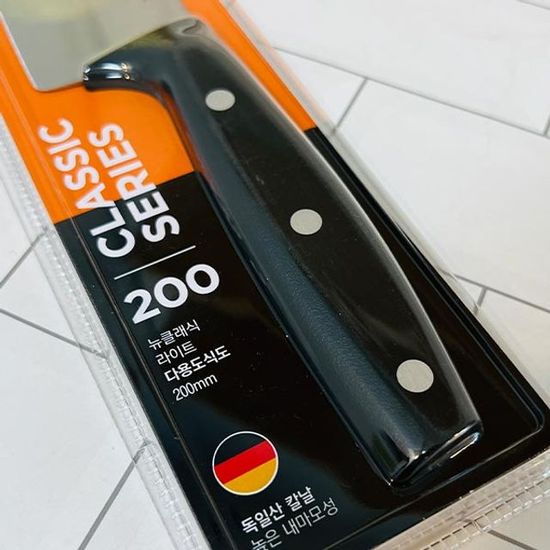 CLASSIC
SERIES
200
뉴클래식
라이트
다용도식도
200mm
독일산 칼날
높은 내마모성